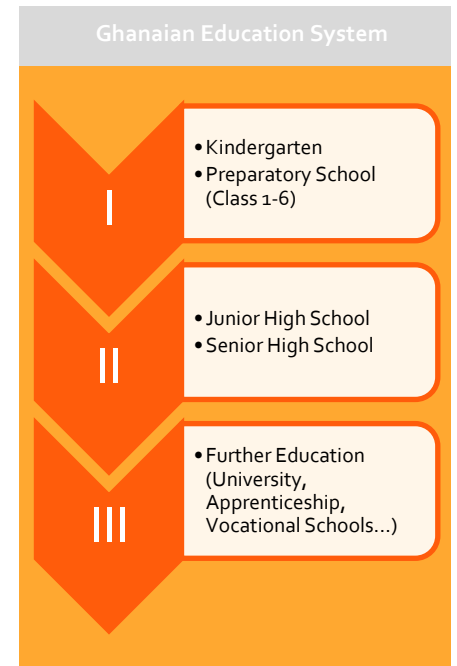 Ghanaian Education System
I
•Kindergarten
•Preparatory School
(Class 1-6)
II
•Junior High School
•Senior High School
III
•Further Education
(University,
Apprenticeship,
Vocational Schools...)